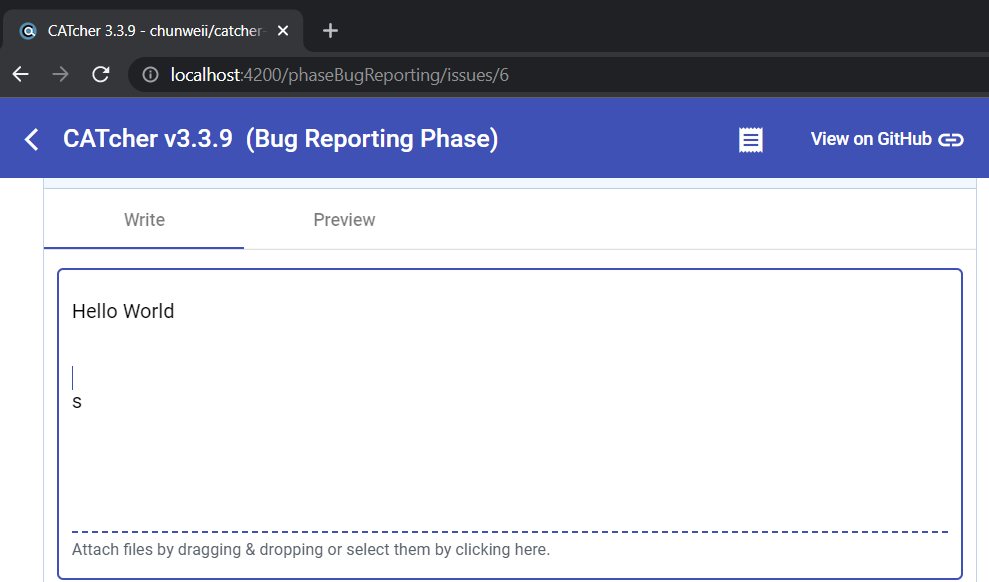 CATcher 3.3.9 - chunweii/catcher-
localhost:4200/phaseBugReporting/issues/6
CATcher v3.3.9 (Bug Reporting Phase)
View on GitHub
Write Preview
Hello World
s
Attach files by dragging & dropping or select them by clicking here.